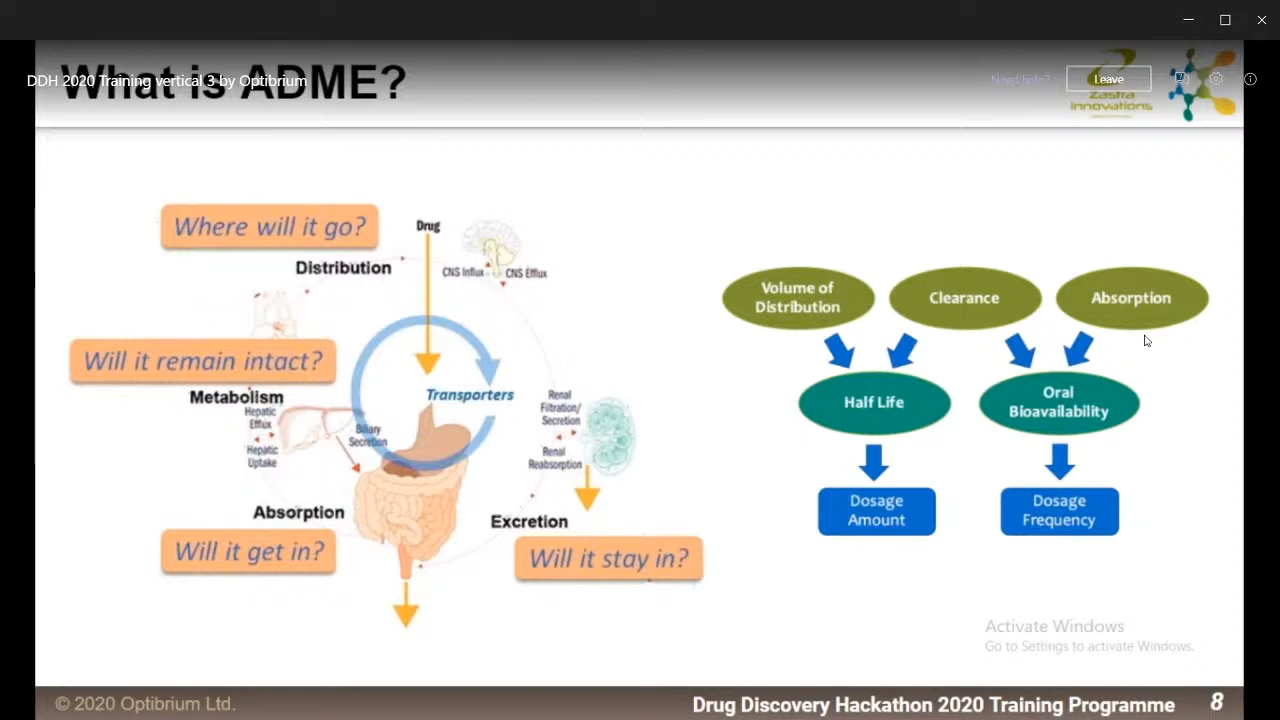 What is ADME?
DDH 2020 Training vertical 3 by Optibrium
Need help?
Leave
Zastra
innovations
Where will it go?
Drug
Distribution
CNS Influx
CNS Efflux
Will it remain intact?
Metabolism
Hepatic
Efflux
Hepatic
Uptake
Biliary
Secretion
Transporters
Renal
Filtration/
Secretion
Renal
Reabsorption
Absorption
Will it get in?
Excretion
Will it stay in?
Volume of
Distribution
Clearance
Absorption
Half Life
Oral
Bioavailability
Dosage
Amount
Dosage
Frequency
Activate Windows
Go to Settings to activate Windows.
© 2020 Optibrium Ltd.
Drug Discovery Hackathon 2020 Training Programme
8